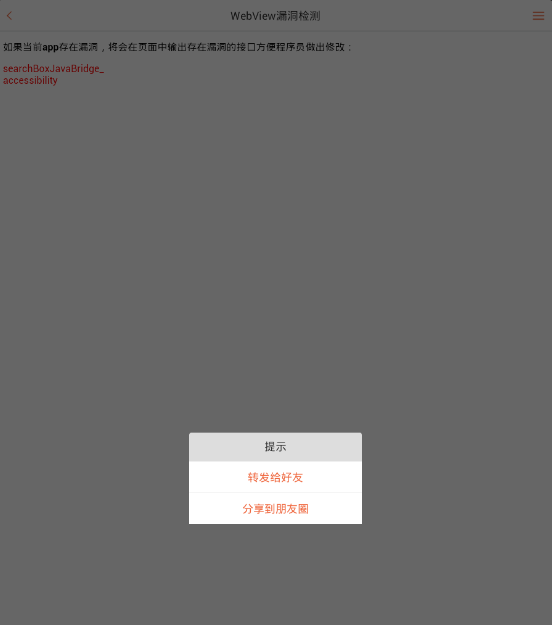 WebView漏洞检测
如果当前app存在漏洞，将会在页面中输出存在漏洞的接口方便程序员做出修改：
searchBoxJavaBridge_
accessibility
提示
转发给好友
分享到朋友圈